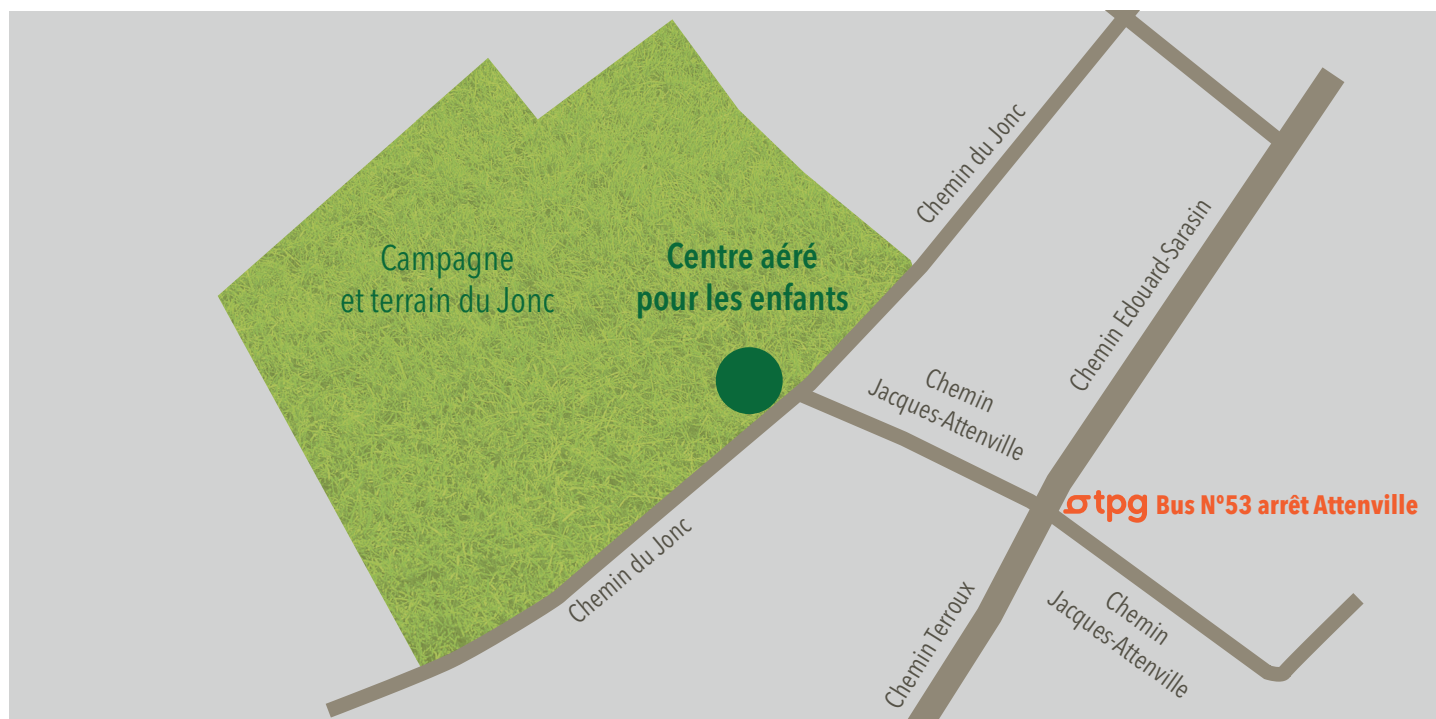 Chemin du Jonc
Chemin Edouard-Sarasin
Campagne
et terrain du Jonc
Centre aéré
pour les enfants
Chemin
Jacques-Attenville
tpg Bus N°53 arrêt Attenville
Chemin du Jonc
Chemin Terroux
Chemin
Jacques-Attenville